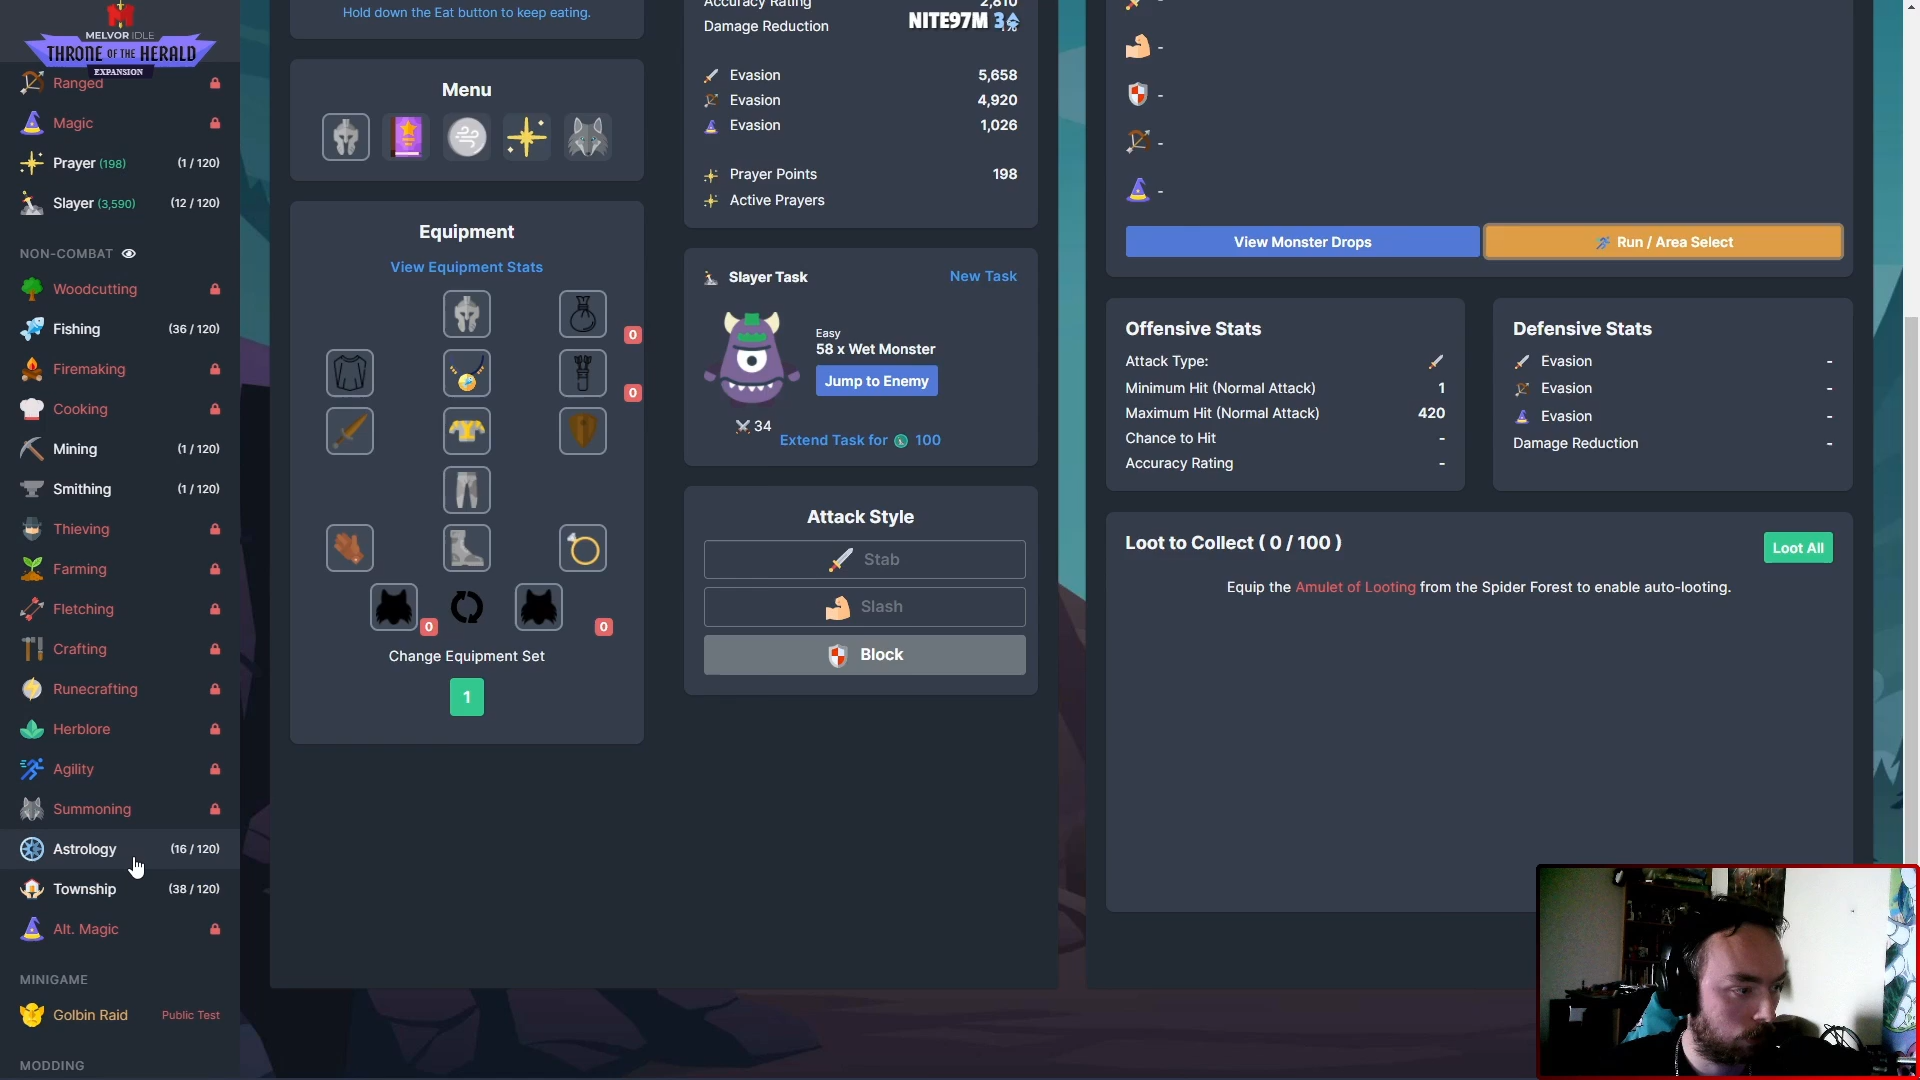 MELVOR IDLE
THRONE OF THE HERALD
EXPANSION
Ranged
Magic
Prayer (198) (1 / 120)
Slayer (3,590) (12 / 120)
NON-COMBAT
Woodcutting
Fishing (36 / 120)
Firemaking
Cooking
Mining (1 / 120)
Smithing (1 / 120)
Thieving
Farming
Fletching
Crafting
Runecrafting
Herblore
Agility
Summoning
Astrology (16 / 120)
Township (38 / 120)
Alt. Magic
MINIGAME
Golbin Raid Public Test
MODDING
Hold down the Eat button to keep eating.
Menu
Equipment
View Equipment Stats
0
0
0
0
Change Equipment Set
1
Accuracy Rating 2,810
Damage Reduction
NITE97M
Evasion 5,658
Evasion 4,920
Evasion 1,026
Prayer Points 198
Active Prayers
Slayer Task New Task
Easy
58 x Wet Monster
Jump to Enemy
34
Extend Task for 100
Attack Style
Stab
Slash
Block
-
-
-
-
-
View Monster Drops
Run / Area Select
Offensive Stats
Attack Type:
Minimum Hit (Normal Attack) 1
Maximum Hit (Normal Attack) 420
Chance to Hit -
Accuracy Rating -
Defensive Stats
Evasion -
Evasion -
Evasion -
Damage Reduction -
Loot to Collect ( 0 / 100 )
Loot All
Equip the Amulet of Looting from the Spider Forest to enable auto-looting.